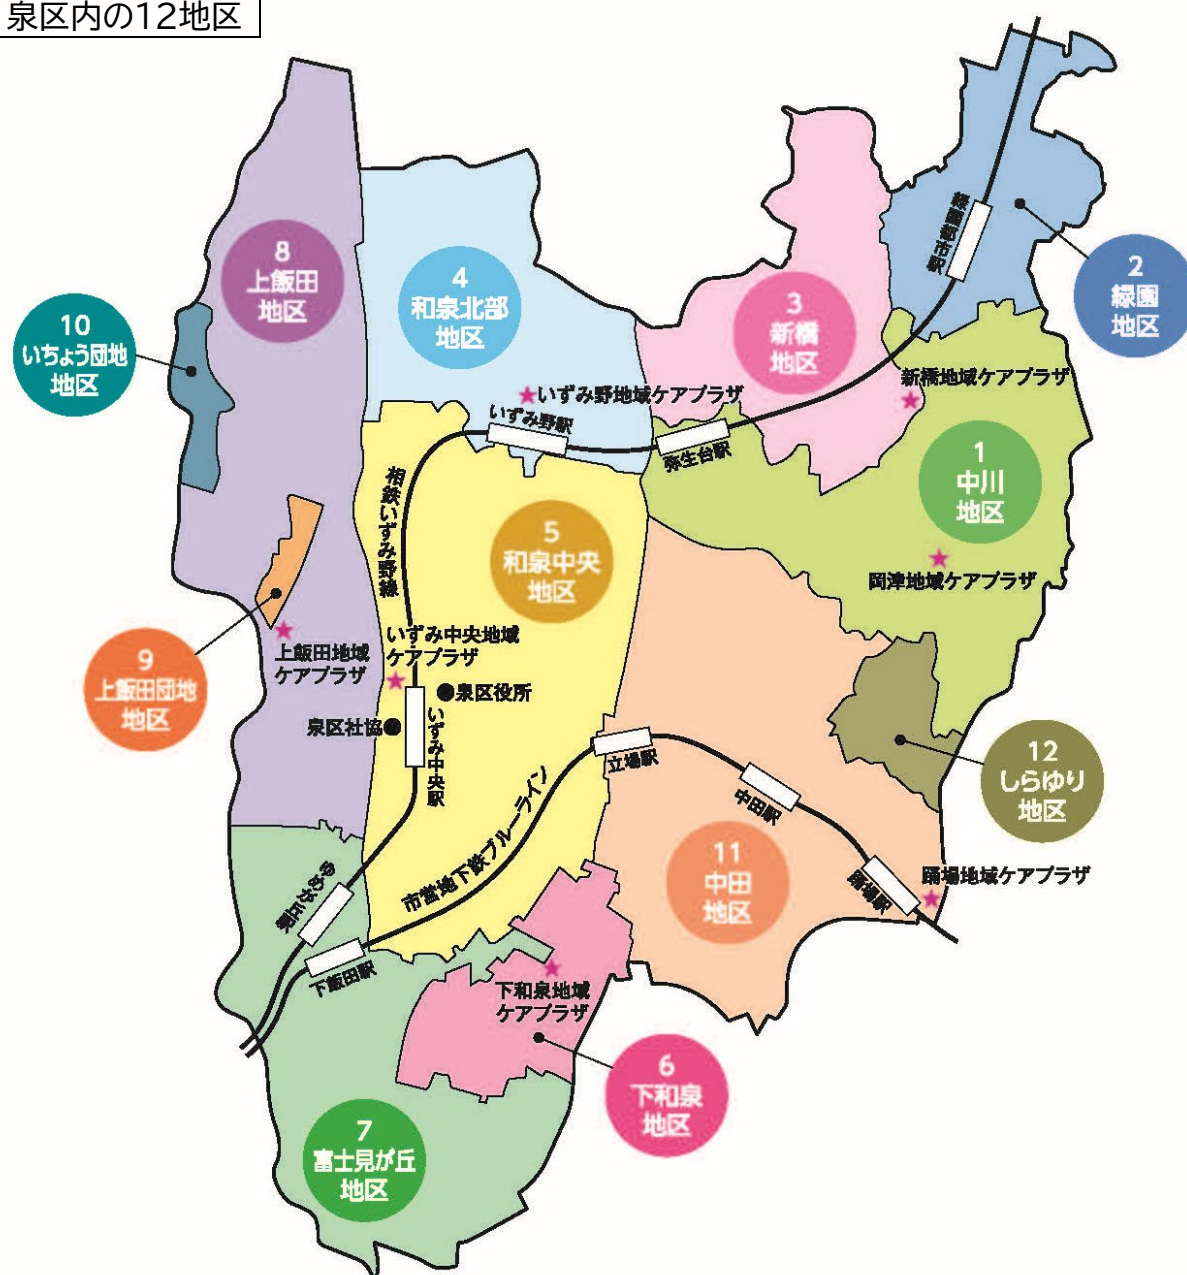 泉区内の12地区
緑園都市駅
8
上飯田
地区
4
和泉北部
地区
2
緑園
地区
3
新橋
地区
10
いちょう団地
地区
新橋地域ケアプラザ
いずみ野地域ケアプラザ
いずみ野駅
弥生台駅
1
中川
地区
相鉄いずみ野線
5
和泉中央
地区
岡津地域ケアプラザ
9
上飯田団地
地区
上飯田地域
ケアプラザ
いずみ中央地域
ケアプラザ
泉区役所
泉区社協
いずみ中央駅
立場駅
12
しらゆり
地区
中田駅
市営地下鉄ブルーライン
11
中田
地区
踊場駅
踊場地域ケアプラザ
ゆめが丘駅
下飯田駅
下和泉地域
ケアプラザ
6
下和泉
地区
7
富士見が丘
地区